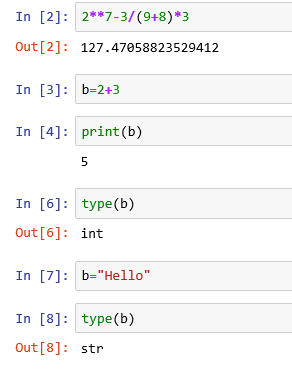 In [2]: 2**7-3/(9+8)*3
Out[2]: 127.47058823529412
In [3]: b=2+3
In [4]: print(b)
5
In [6]: type(b)
Out[6]: int
In [7]: b="Hello"
In [8]: type(b)
Out[8]: str